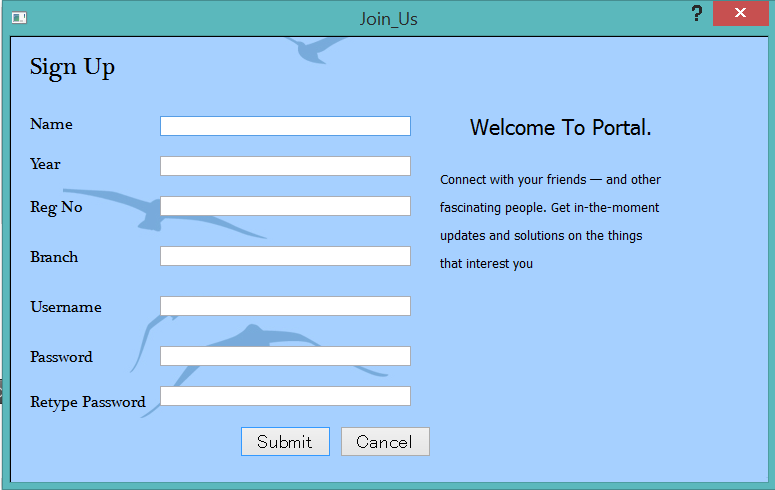 Join_Us
?
Sign Up
Name
Year
Reg No
Branch
Username
Password
Retype Password
Submit
Cancel
Welcome To Portal.
Connect with your friends — and other
fascinating people. Get in-the-moment
updates and solutions on the things
that interest you